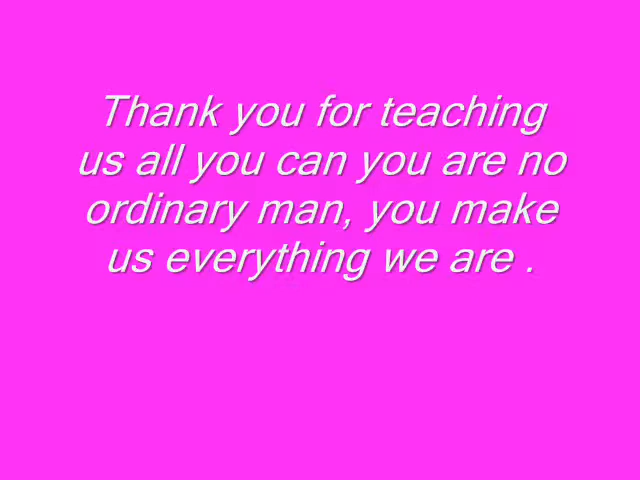 Thank you for teaching
us all you can you are no
ordinary man, you make
us everything we are .